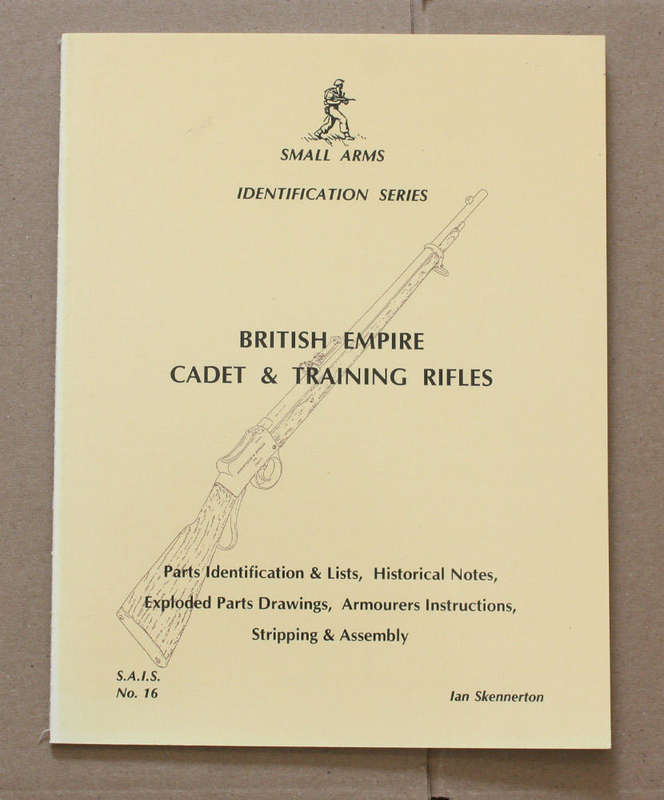 SMALL ARMS
IDENTIFICATION SERIES
BRITISH EMPIRE
CADET & TRAINING RIFLES
Parts Identification & Lists, Historical Notes,
Exploded Parts Drawings, Armourers Instructions,
Stripping & Assembly
S.A.I.S.
No. 16
Ian Skennerton